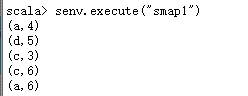 scala> senv.execute("smap1")
(a,4)
(d,5)
(c,3)
(c,6)
(a,6)